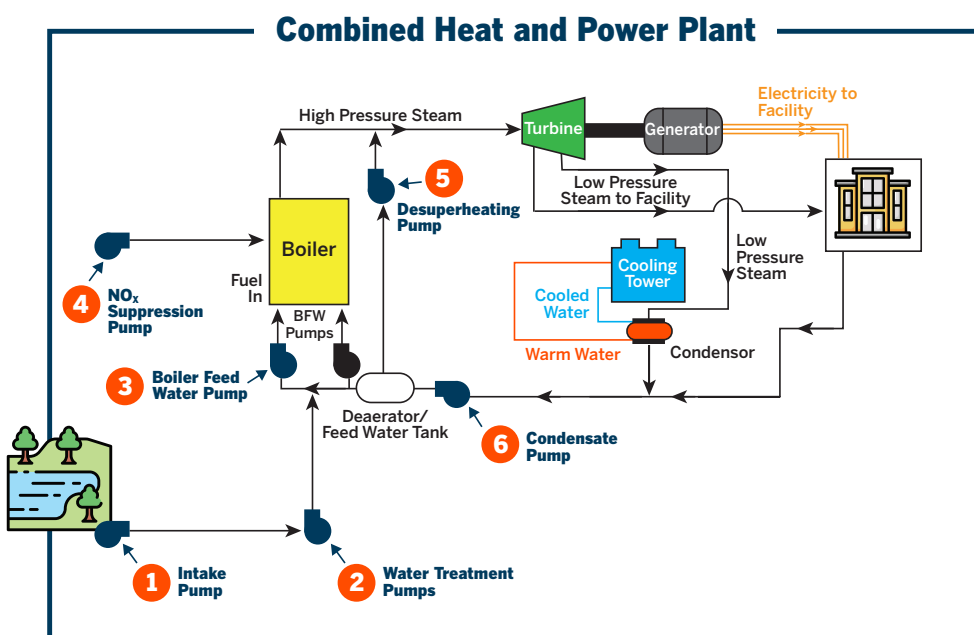 Combined Heat and Power Plant
Electricity to
Facility
High Pressure Steam
Turbine
Generator
5
Desuperheating
Pump
Low Pressure
Steam to Facility
Boiler
Low
Pressure
Steam
Cooling
Tower
4
NOx
Suppression
Pump
Fuel
In
Cooled
Water
BFW
Pumps
Warm Water
Condensor
3
Boiler Feed
Water Pump
Deaerator/
Feed Water Tank
6
Condensate
Pump
1
Intake
Pump
2
Water Treatment
Pumps